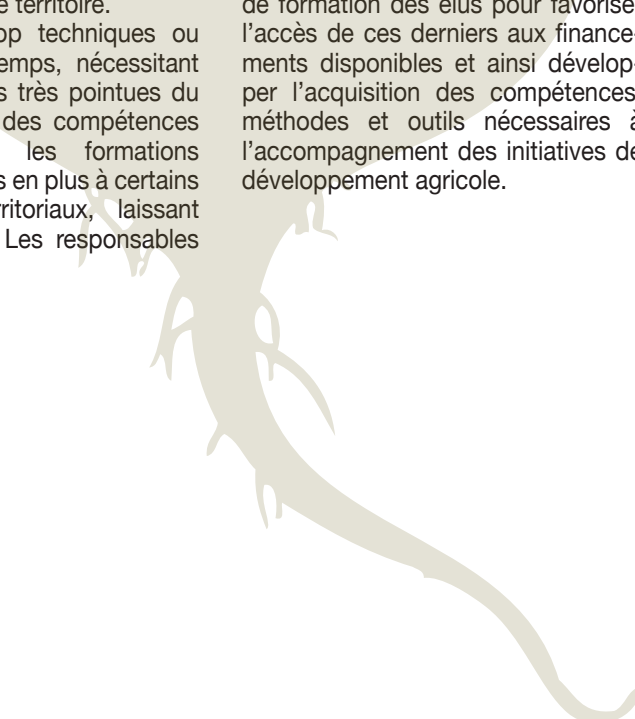 e territoire.
op techniques ou
emps, nécessitant
s très pointues du
des compétences
les formations
s en plus à certains
rritoriaux, laissant
Les responsables
de formation des élus pour favorise
l'accès de ces derniers aux finance-
ments disponibles et ainsi dévelop-
per l'acquisition des compétences
méthodes et outils nécessaires à
l'accompagnement des initiatives de
développement agricole.